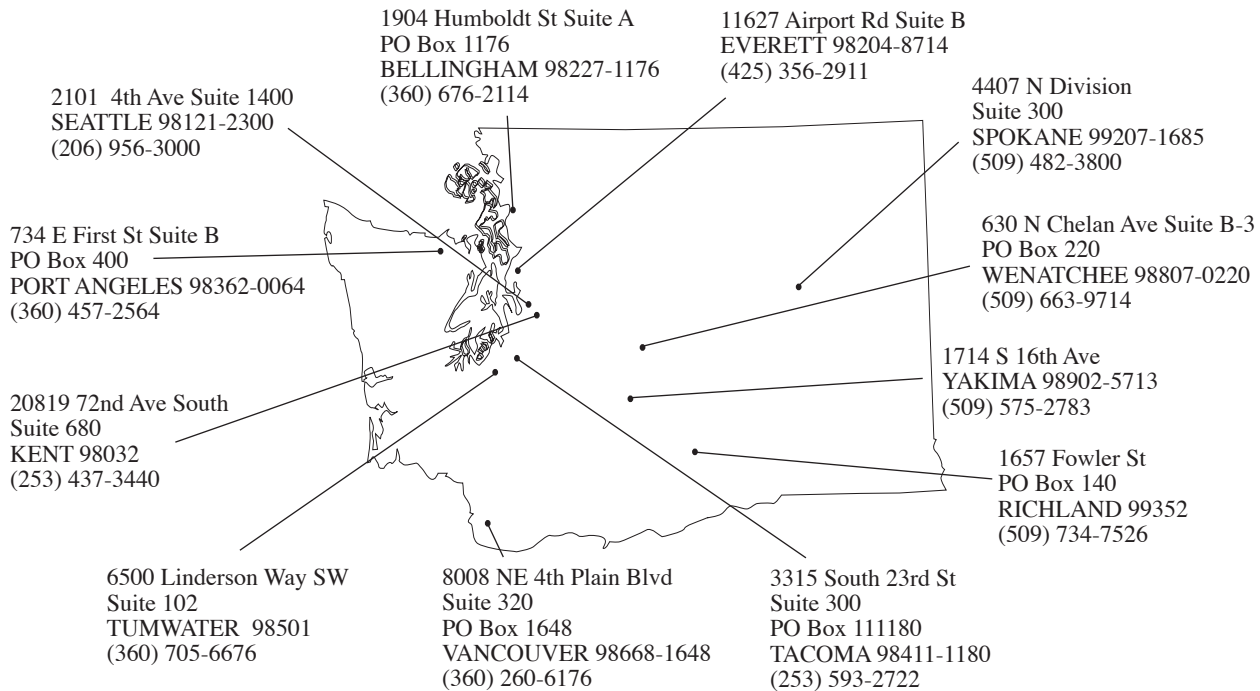 1904 Humboldt St Suite A
PO Box 1176
BELLINGHAM 98227-1176
(360) 676-2114
11627 Airport Rd Suite B
EVERETT 98204-8714
(425) 356-2911
2101 4th Ave Suite 1400
SEATTLE 98121-2300
(206) 956-3000
4407 N Division
Suite 300
SPOKANE 99207-1685
(509) 482-3800
734 E First St Suite B
PO Box 400
PORT ANGELES 98362-0064
(360) 457-2564
630 N Chelan Ave Suite B-3
PO Box 220
WENATCHEE 98807-0220
(509) 663-9714
1714 S 16th Ave
YAKIMA 98902-5713
(509) 575-2783
20819 72nd Ave South
Suite 680
KENT 98032
(253) 437-3440
1657 Fowler St
PO Box 140
RICHLAND 99352
(509) 734-7526
6500 Linderson Way SW
Suite 102
TUMWATER 98501
(360) 705-6676
8008 NE 4th Plain Blvd
Suite 320
PO Box 1648
VANCOUVER 98668-1648
(360) 260-6176
3315 South 23rd St
Suite 300
PO Box 111180
TACOMA 98411-1180
(253) 593-2722